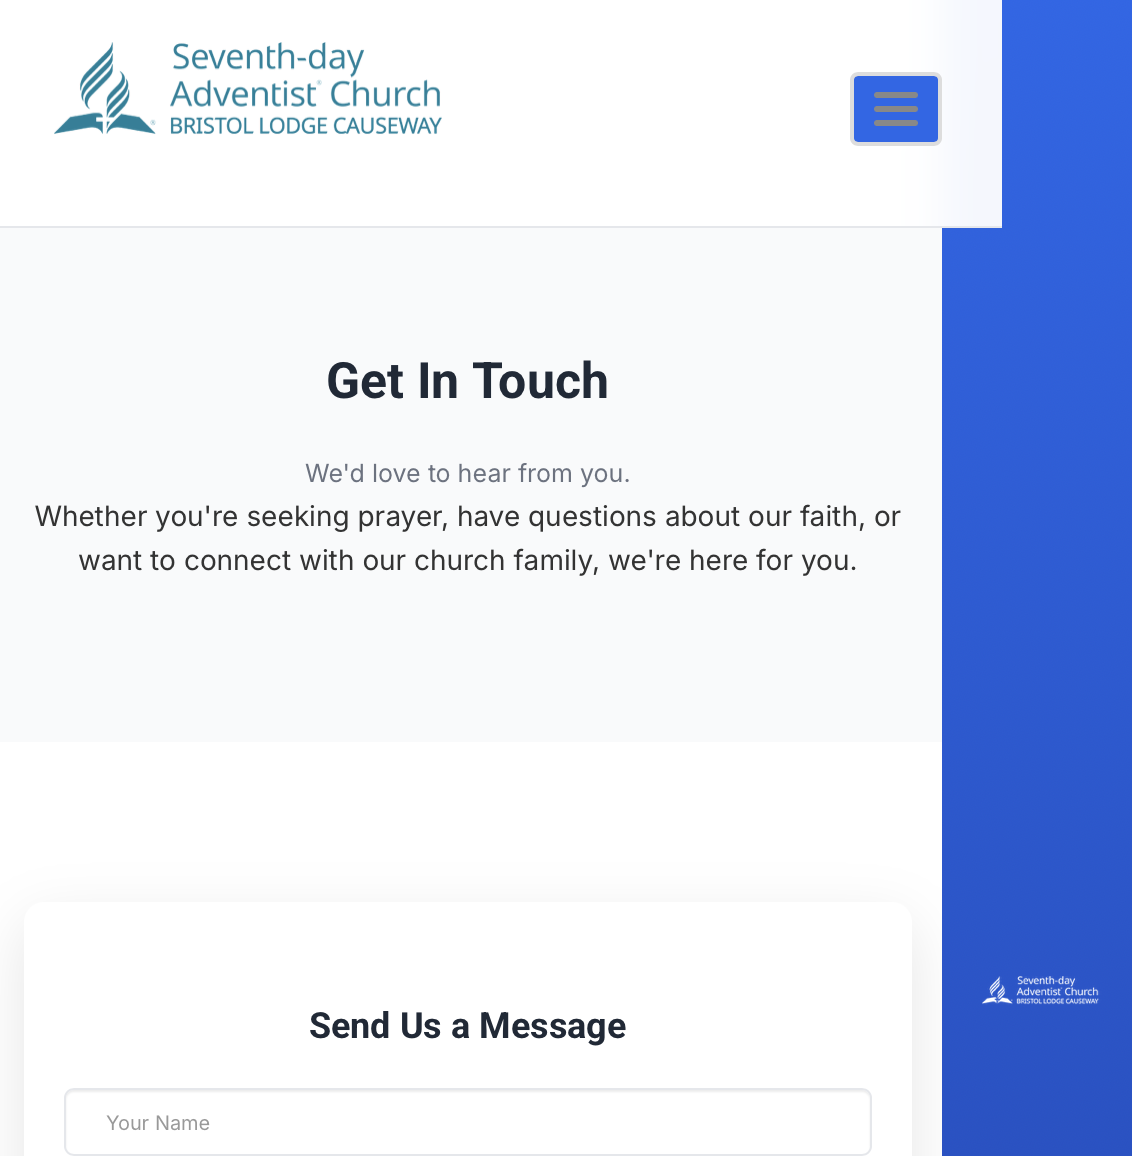 Seventh-day
Adventist® Church
BRISTOL LODGE CAUSEWAY
Get In Touch
We'd love to hear from you.
Whether you're seeking prayer, have questions about our faith, or
want to connect with our church family, we're here for you.
Seventh-day
Adventist Church
BRISTOL LODGE CAUSEWAY
Send Us a Message
Your Name